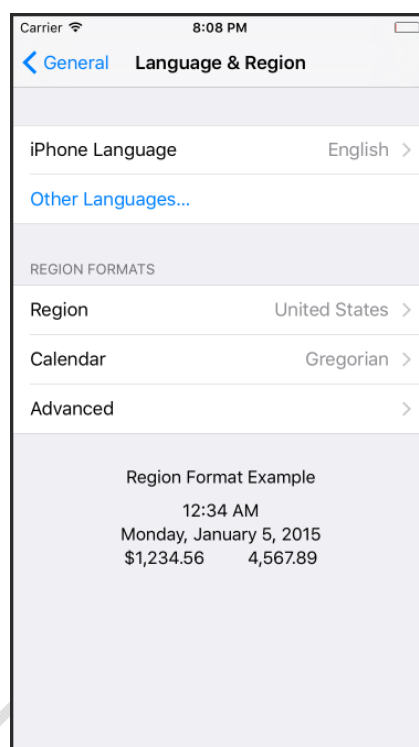 Carrier 8:08 PM
General Language & Region
iPhone Language English
Other Languages...
REGION FORMATS
Region United States
Calendar Gregorian
Advanced
Region Format Example
12:34 AM
Monday, January 5, 2015
$1,234.56 4,567.89